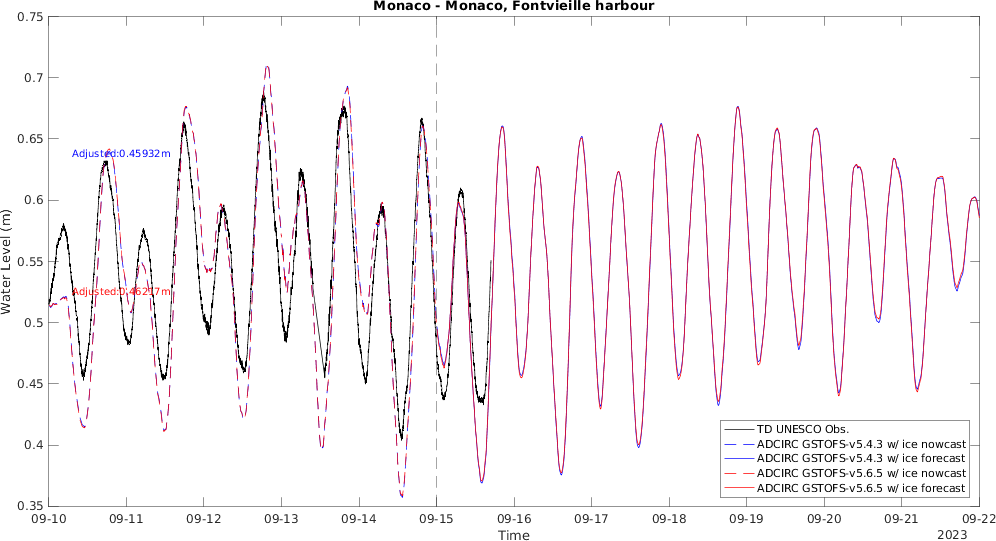 Monaco - Monaco, Fontvieille harbour
0.75
0.7
0.65
0.6
0.55
0.5
0.45
0.4
0.35
Water Level (m)
Adjusted:0.45932m
Adjusted:0.46297m
TD UNESCO Obs.
ADCIRC GSTOFS-v5.4.3 w/ ice nowcast
ADCIRC GSTOFS-v5.4.3 w/ ice forecast
ADCIRC GSTOFS-v5.6.5 w/ ice nowcast
ADCIRC GSTOFS-v5.6.5 w/ ice forecast
09-10 09-11 09-12 09-13 09-14 09-15 09-16 09-17 09-18 09-19 09-20 09-21 09-22
Time
2023